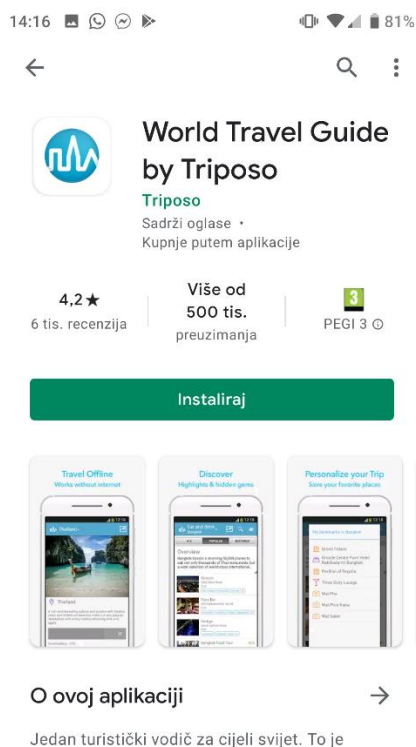 14:16
81%
World Travel Guide
by Triposo
Triposo
Sadrži oglase •
Kupnje putem aplikacije
4,2★
6 tis. recenzija
Više od
500 tis.
preuzimanja
3
PEGI 3
Instaliraj
Travel Offline
Works without internet
Thailand
Discover
Highlights & hidden gems
Overview
Personalize your Trip
Save your favorite places
O ovoj aplikaciji
Jedan turistički vodič za cijeli svijet. To je